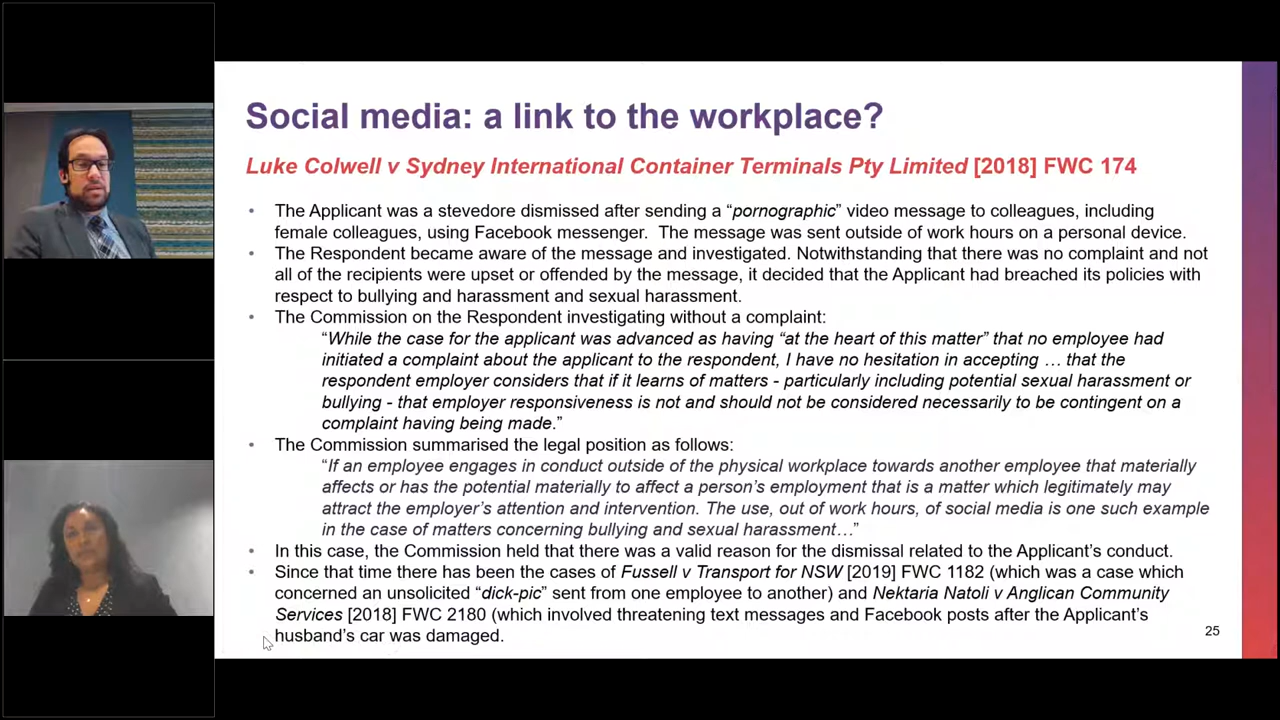 Social media: a link to the workplace?
Luke Colwell v Sydney International Container Terminals Pty Limited [2018] FWC 174
• The Applicant was a stevedore dismissed after sending a “pornographic” video message to colleagues, including
female colleagues, using Facebook messenger. The message was sent outside of work hours on a personal device.
• The Respondent became aware of the message and investigated. Notwithstanding that there was no complaint and not
all of the recipients were upset or offended by the message, it decided that the Applicant had breached its policies with
respect to bullying and harassment and sexual harassment.
• The Commission on the Respondent investigating without a complaint:
“While the case for the applicant was advanced as having “at the heart of this matter” that no employee had
initiated a complaint about the applicant to the respondent, I have no hesitation in accepting … that the
respondent employer considers that if it learns of matters - particularly including potential sexual harassment or
bullying - that employer responsiveness is not and should not be considered necessarily to be contingent on a
complaint having being made.”
• The Commission summarised the legal position as follows:
“If an employee engages in conduct outside of the physical workplace towards another employee that materially
affects or has the potential materially to affect a person’s employment that is a matter which legitimately may
attract the employer’s attention and intervention. The use, out of work hours, of social media is one such example
in the case of matters concerning bullying and sexual harassment…”
• In this case, the Commission held that there was a valid reason for the dismissal related to the Applicant’s conduct.
• Since that time there has been the cases of Fussell v Transport for NSW [2019] FWC 1182 (which was a case which
concerned an unsolicited “dick-pic” sent from one employee to another) and Nektaria Natoli v Anglican Community
Services [2018] FWC 2180 (which involved threatening text messages and Facebook posts after the Applicant’s
husband’s car was damaged.
25